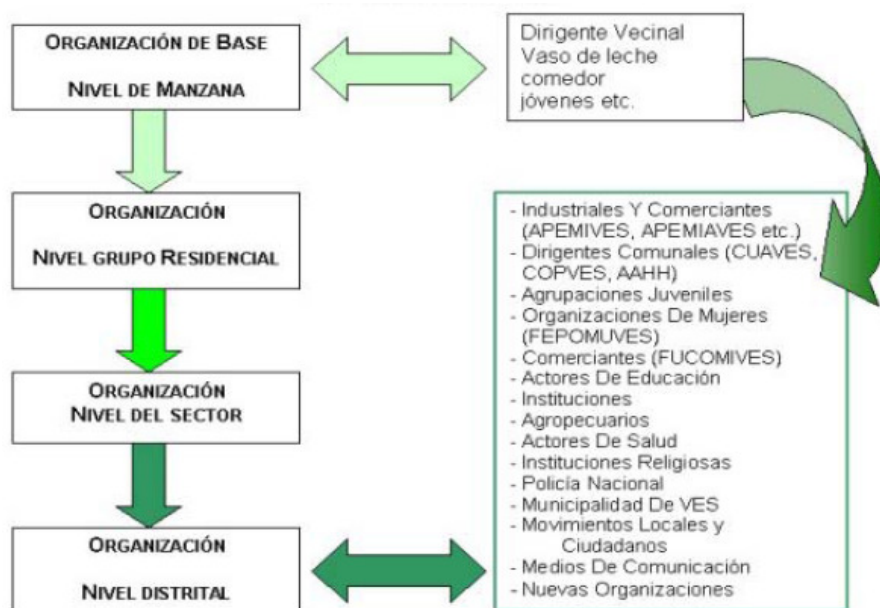 ORGANIZACIÓN DE BASE
NIVEL DE MANZANA
Dirigente Vecinal
Vaso de leche
comedor
jóvenes etc.
ORGANIZACIÓN
NIVEL GRUPO RESIDENCIAL
ORGANIZACIÓN
NIVEL DEL SECTOR
ORGANIZACIÓN
NIVEL DISTRITAL
- Industriales Y Comerciantes
(APEMIVES, APEMIAVES etc.)
- Dirigentes Comunales (CUAVES,
COPVES, AAHH)
- Agrupaciones Juveniles
- Organizaciones De Mujeres
(FEPOMUVES)
- Comerciantes (FUCOMIVES)
- Actores De Educación
- Instituciones
- Agropecuarios
- Actores De Salud
- Instituciones Religiosas
- Policía Nacional
- Municipalidad De VES
- Movimientos Locales y
Ciudadanos
- Medios De Comunicación
- Nuevas Organizaciones